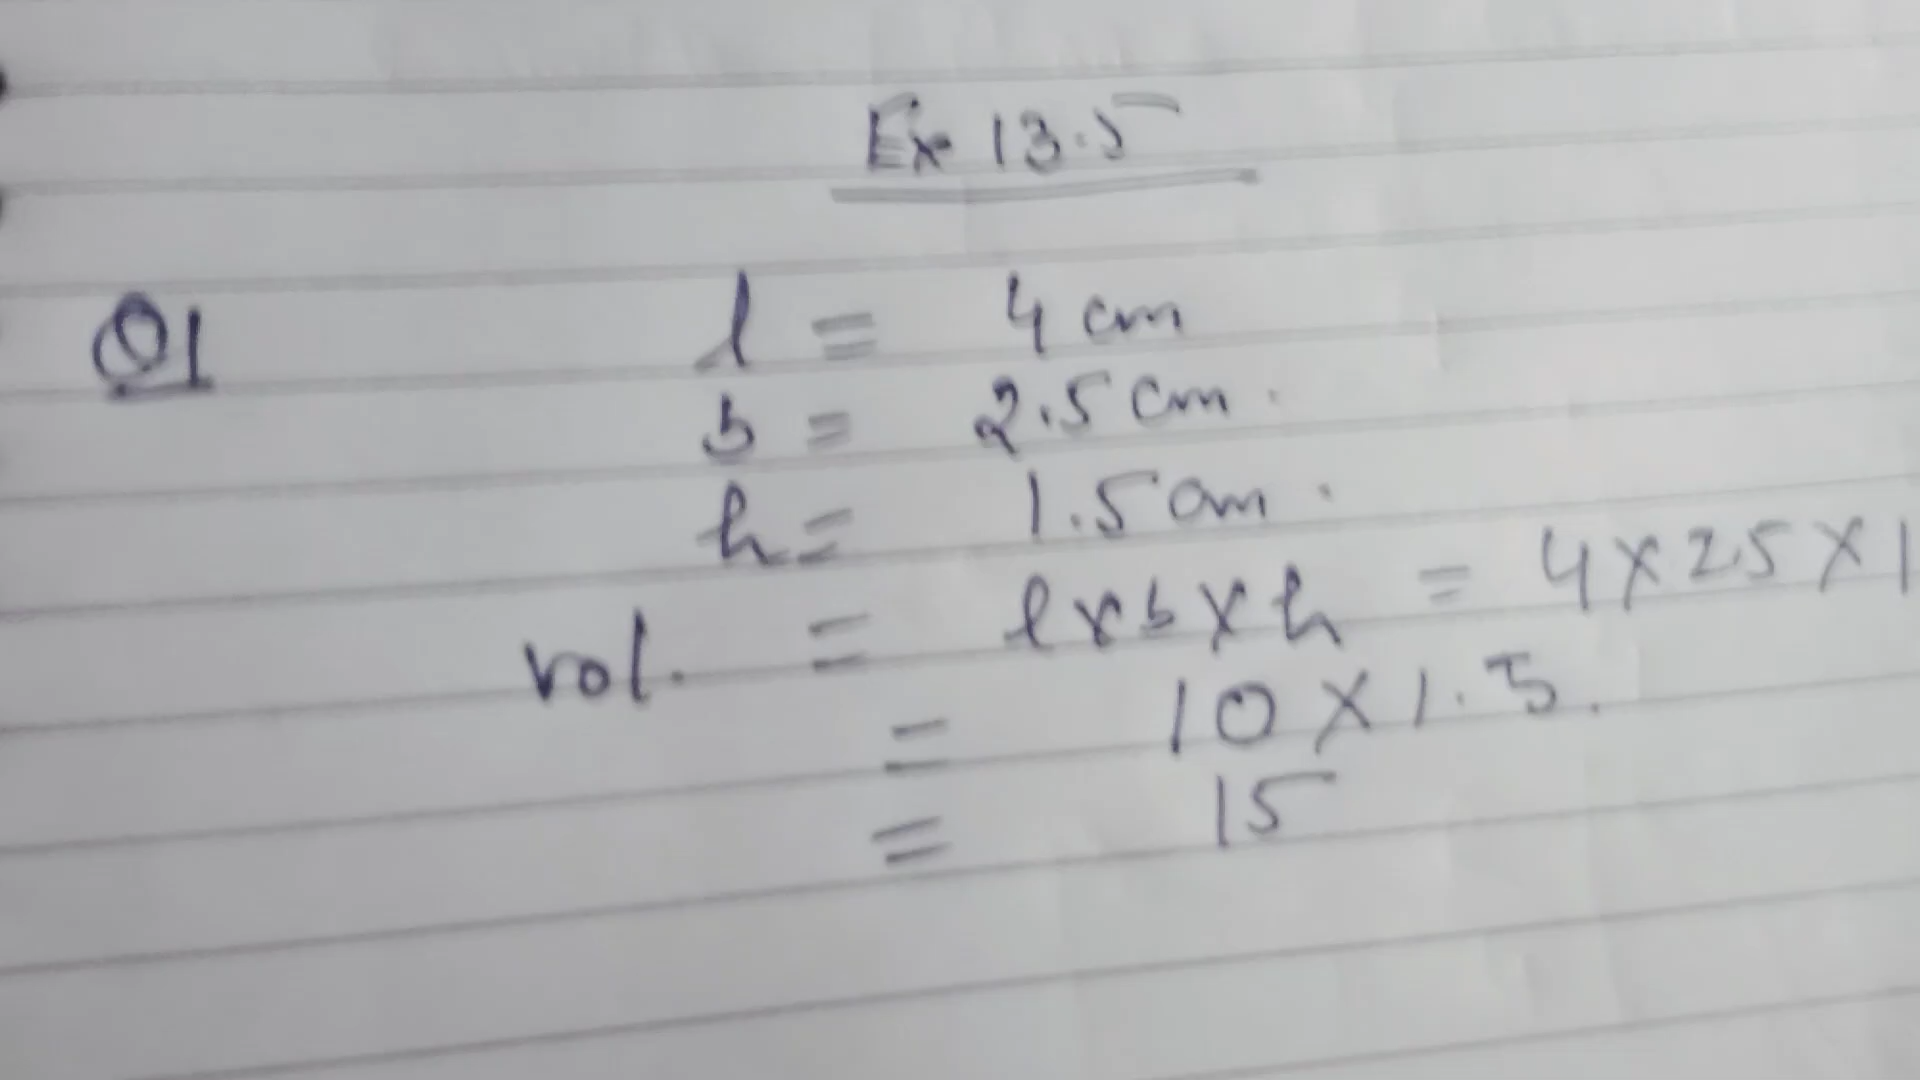 Ex 13.5
Q1 l = 4 cm
b = 2.5 cm.
h = 1.5 cm.
vol. = l x b x h = 4 x 2.5 x 1
= 10 x 1.5.
= 15